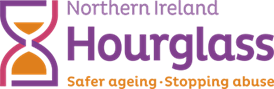 Northern Ireland
Hourglass
Safer ageing · Stopping abuse